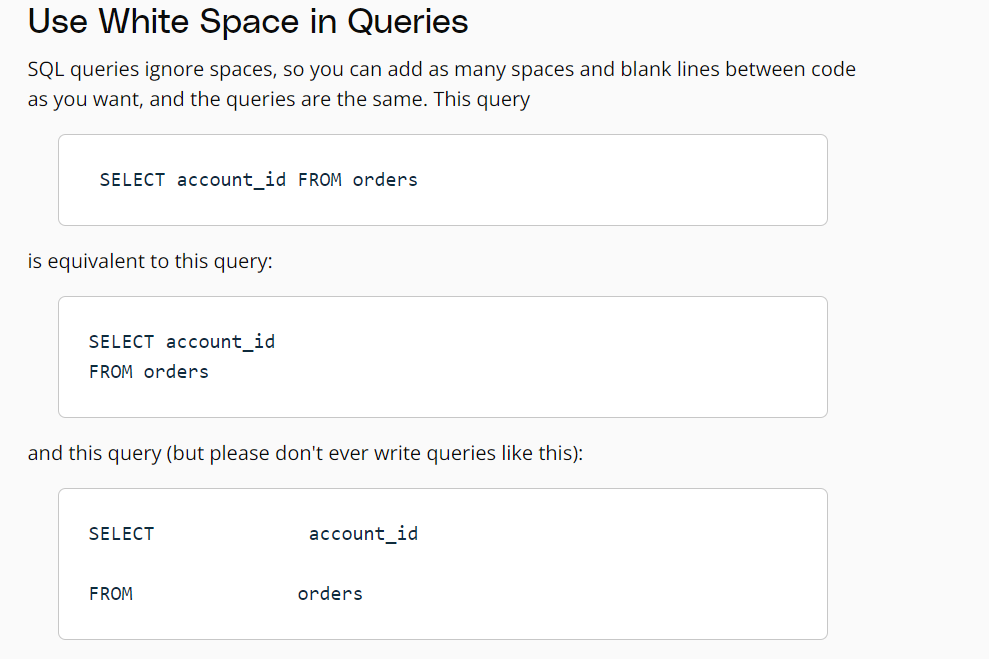 Use White Space in Queries
SQL queries ignore spaces, so you can add as many spaces and blank lines between code
as you want, and the queries are the same. This query
SELECT account_id FROM orders
is equivalent to this query:
SELECT account_id
FROM orders
and this query (but please don't ever write queries like this):
SELECT              account_id
FROM               orders